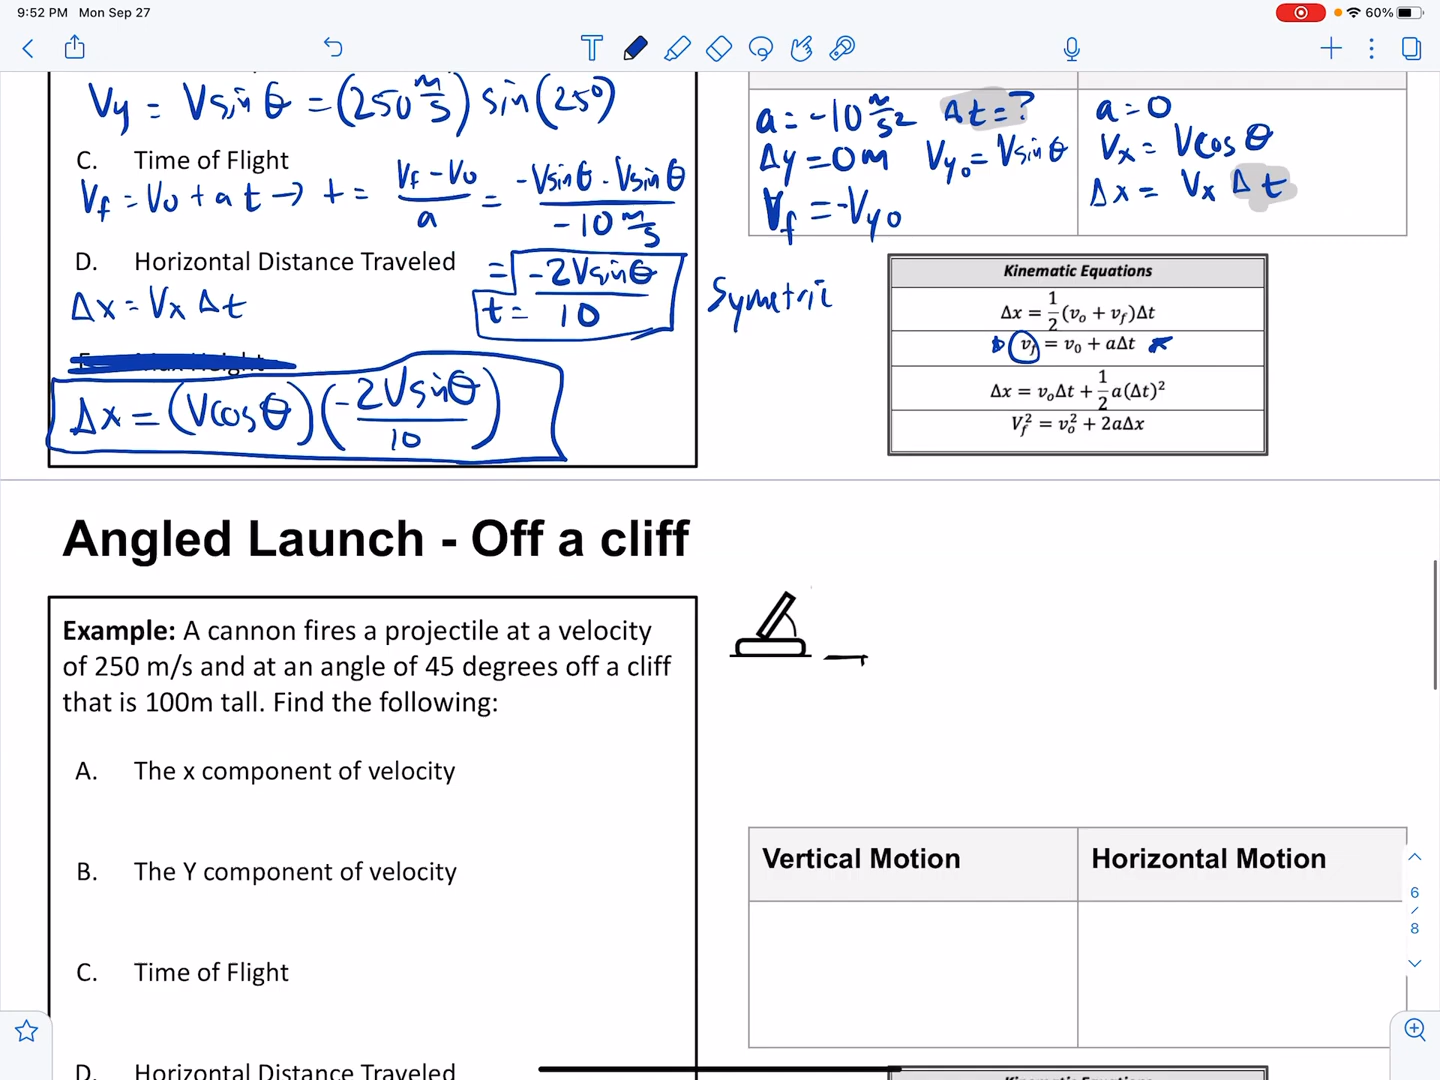 9:52 PM Mon Sep 27
60%
Vy = Vsinθ = (250 m/s) sin(25°)
C. Time of Flight
Vf = Vo + at → t = (Vf - Vo)/a = (-Vsinθ - Vsinθ)/(-10 m/s)
= -2Vsinθ/10
t =
D. Horizontal Distance Traveled
Δx = Vx Δt
Δx = (Vcosθ)(-2Vsinθ/10)
a = -10 m/s² Δt = ?
Δy = 0m Vyo = Vsinθ
Vf = -Vyo
a = 0
Vx = Vcosθ
Δx = Vx Δt
Symetric
Kinematic Equations
Δx = 1/2(vo + vf)Δt
vf = v0 + aΔt
Δx = voΔt + 1/2a(Δt)²
Vf² = vo² + 2aΔx
Angled Launch - Off a cliff
Example: A cannon fires a projectile at a velocity
of 250 m/s and at an angle of 45 degrees off a cliff
that is 100m tall. Find the following:
A. The x component of velocity
B. The Y component of velocity
C. Time of Flight
D. Horizontal Distance Traveled
Vertical Motion
Horizontal Motion
6
/
8
Kinematic Equations